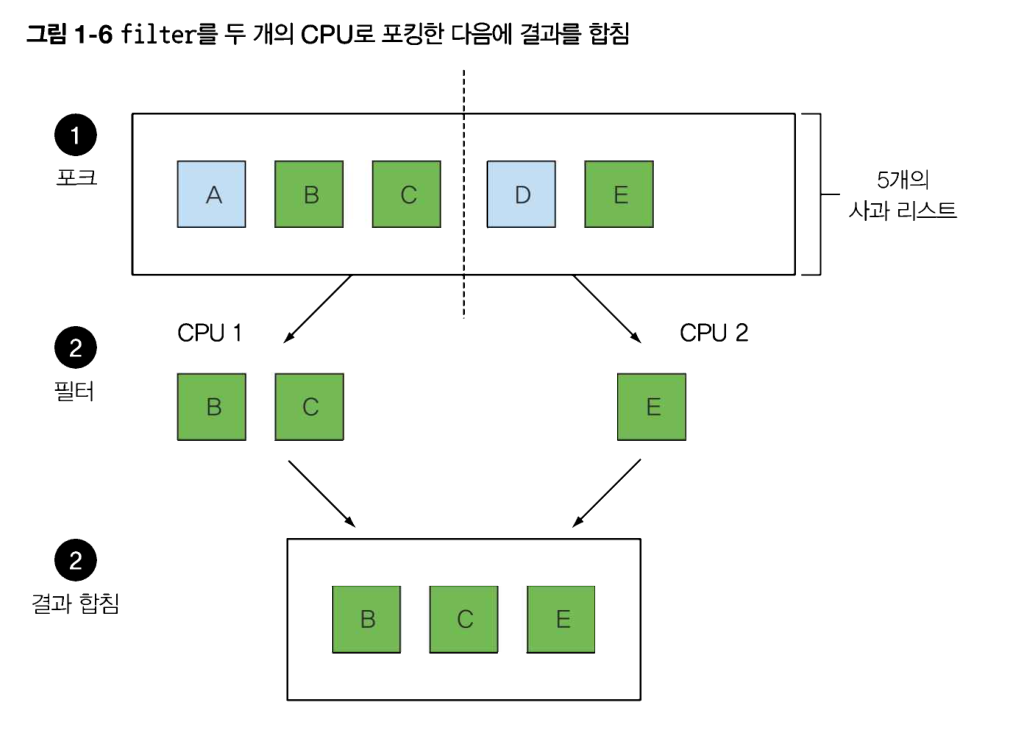 그림 1-6 filter를 두 개의 CPU로 포킹한 다음에 결과를 합침
1
포크
A B C D E
5개의
사과 리스트
CPU 1
CPU 2
2
필터
B C E
2
결과 합침
B C E